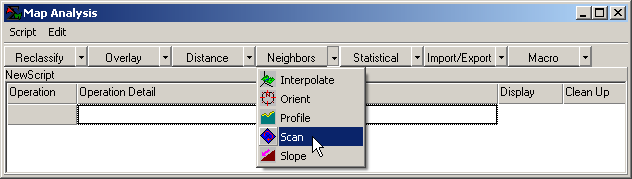 Map Analysis
Script Edit
Reclassify Overlay Distance Neighbors Statistical Import/Export Macro
NewScript
Operation Operation Detail Display Clean Up
Interpolate
Orient
Profile
Scan
Slope